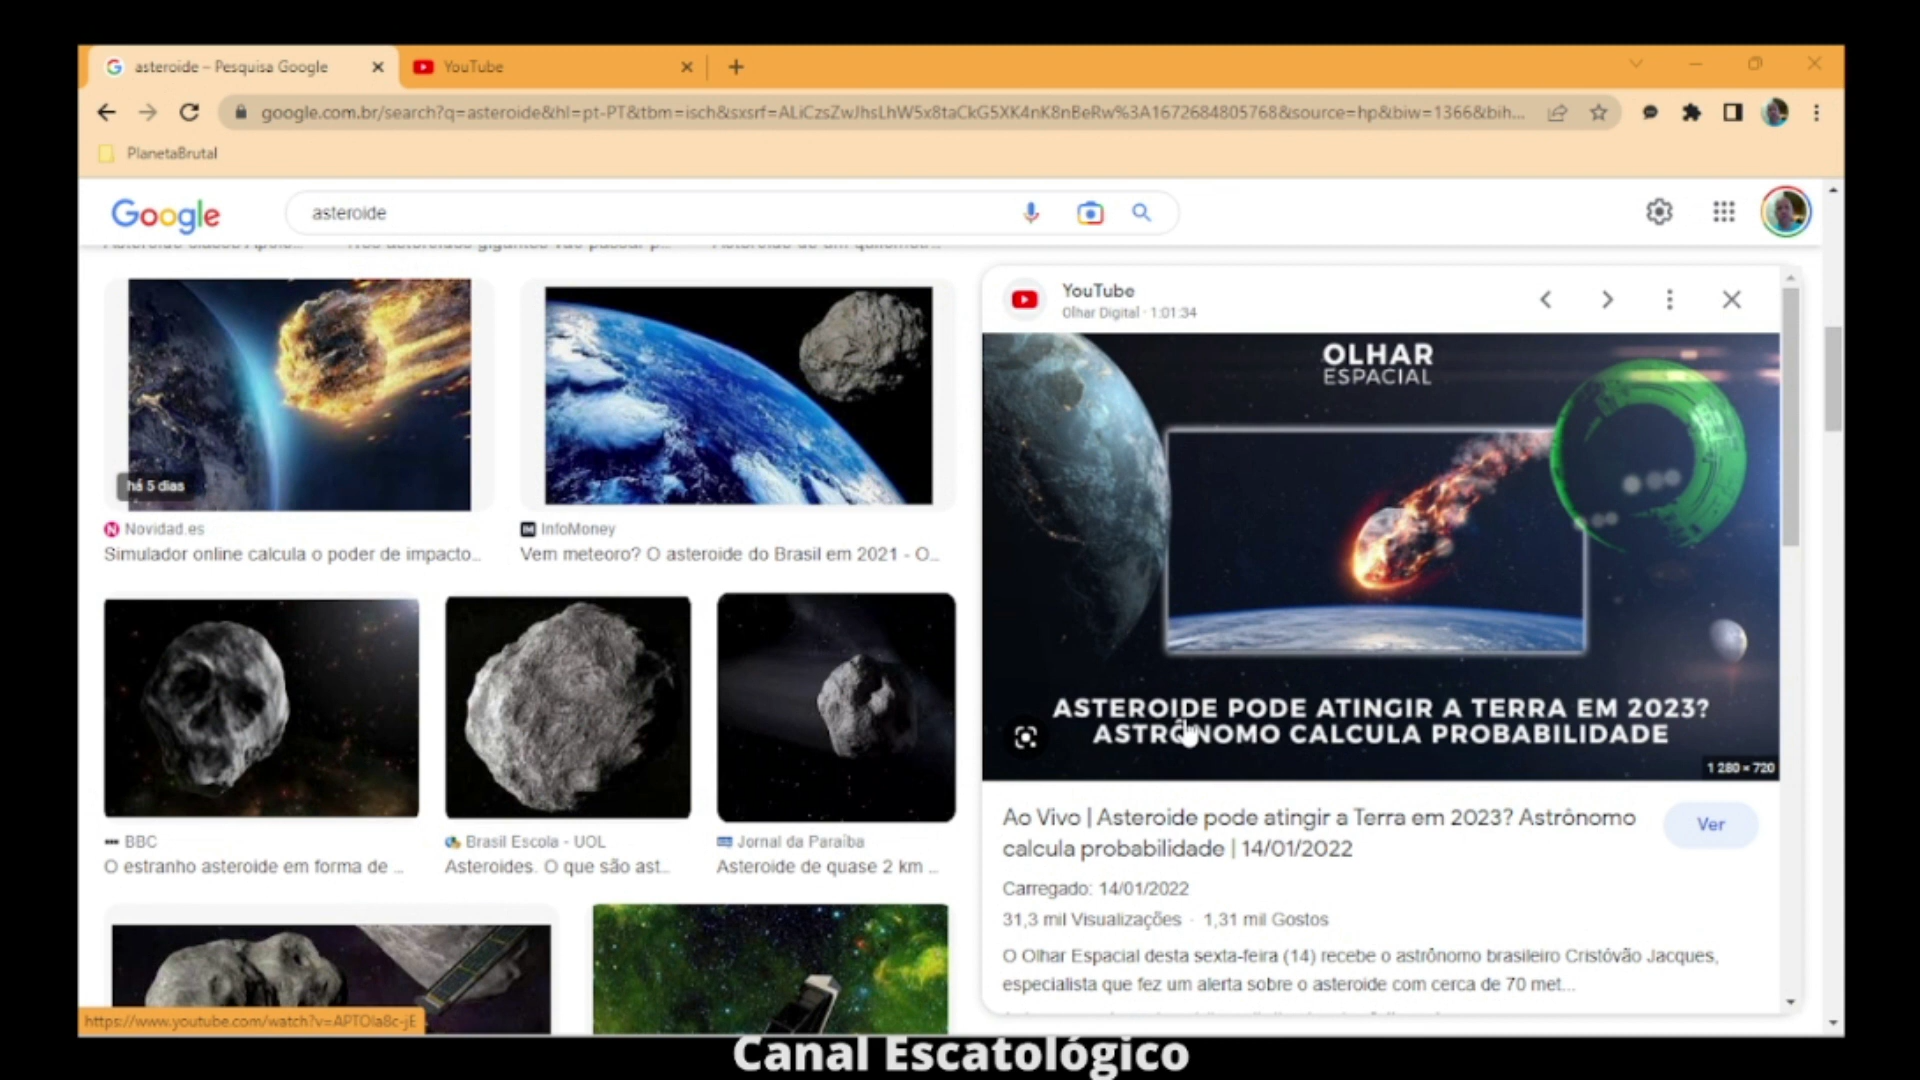 asteroide – Pesquisa Google
YouTube
google.com.br/search?q=asteroide&hl=pt-PT&tbm=isch&sxsrf=ALiCzsZwJhsLhW5x8taCkG5XK4nK8nBeRw%3A1672684805768&source=hp&biw=1366&bih...
PlanetaBrutal
Google
asteroide
YouTube
Olhar Digital · 1:01:34
OLHAR
ESPACIAL
há 5 dias
Novidad.es
Simulador online calcula o poder de impacto...
InfoMoney
Vem meteoro? O asteroide do Brasil em 2021 - O...
ASTEROIDE PODE ATINGIR A TERRA EM 2023?
ASTRÔNOMO CALCULA PROBABILIDADE
1 280 × 720
BBC
O estranho asteroide em forma de ...
Brasil Escola - UOL
Asteroides. O que são ast...
Jornal da Paraíba
Asteroide de quase 2 km ...
Ao Vivo | Asteroide pode atingir a Terra em 2023? Astrônomo
calcula probabilidade | 14/01/2022
Ver
Carregado: 14/01/2022
31,3 mil Visualizações · 1,31 mil Gostos
O Olhar Espacial desta sexta-feira (14) recebe o astrônomo brasileiro Cristóvão Jacques,
especialista que fez um alerta sobre o asteroide com cerca de 70 met...
https://www.youtube.com/watch?v=APTOla8c-jE
Canal Escatológico